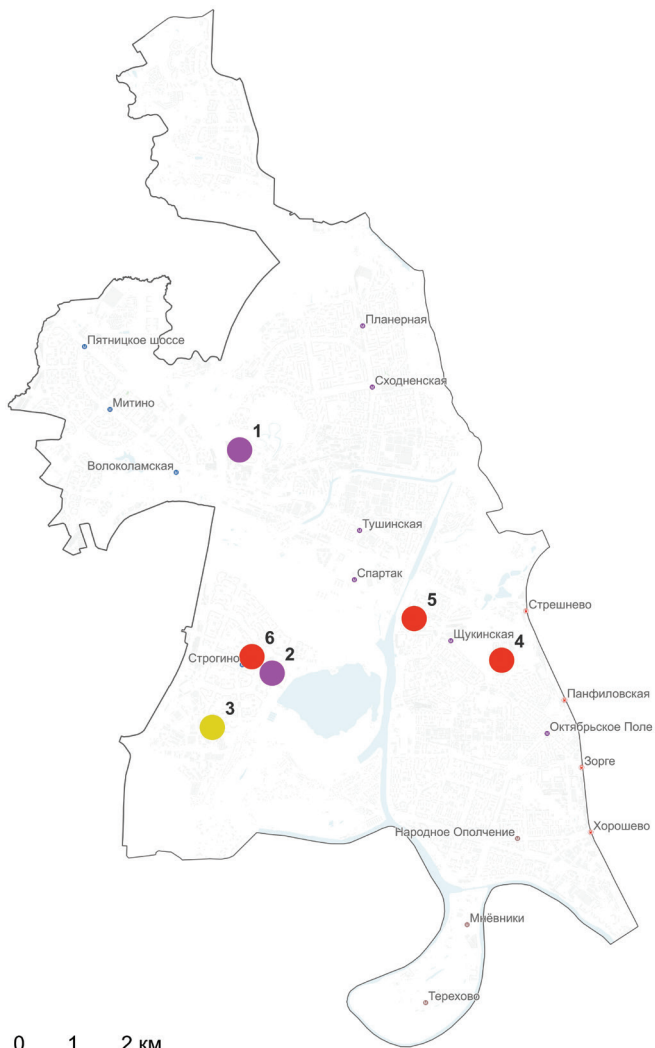 Планерная
Пятницкое шоссе
Сходненская
Митино
1
Волоколамская
Тушинская
Спартак
5
Стрешнево
Щукинская
6
4
Строгино
2
Панфиловская
3
Октябрьское Поле
Зорге
Народное Ополчение
Хорошево
Мнёвники
Терехово
0 1 2 км